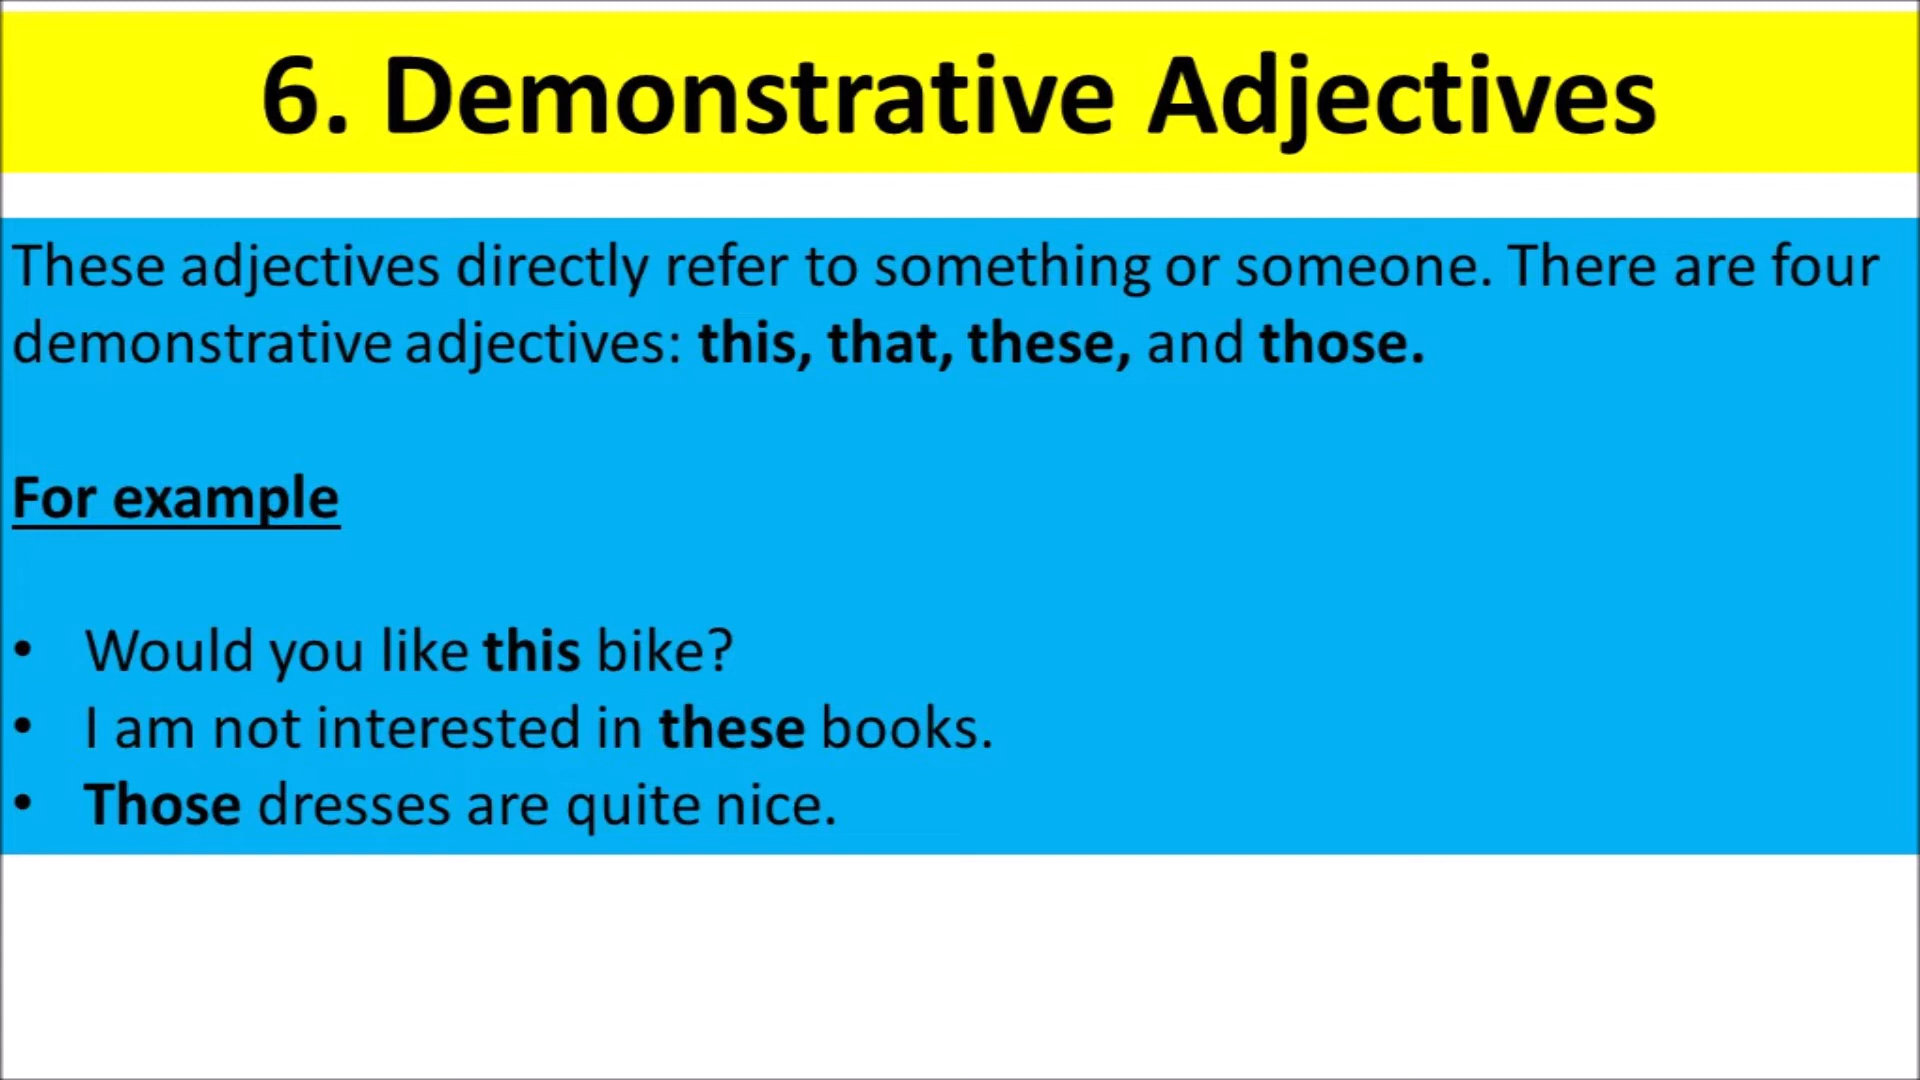 6. Demonstrative Adjectives
These adjectives directly refer to something or someone. There are four
demonstrative adjectives: this, that, these, and those.
For example
• Would you like this bike?
• I am not interested in these books.
• Those dresses are quite nice.